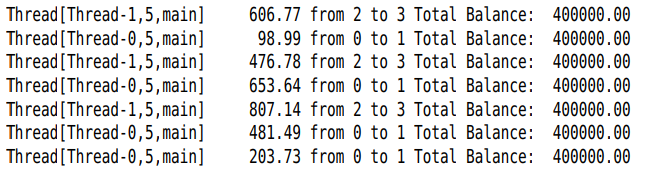 Thread[Thread-1,5,main]     606.77 from 2 to 3 Total Balance:  400000.00
Thread[Thread-0,5,main]      98.99 from 0 to 1 Total Balance:  400000.00
Thread[Thread-1,5,main]     476.78 from 2 to 3 Total Balance:  400000.00
Thread[Thread-0,5,main]     653.64 from 0 to 1 Total Balance:  400000.00
Thread[Thread-1,5,main]     807.14 from 2 to 3 Total Balance:  400000.00
Thread[Thread-0,5,main]     481.49 from 0 to 1 Total Balance:  400000.00
Thread[Thread-0,5,main]     203.73 from 0 to 1 Total Balance:  400000.00